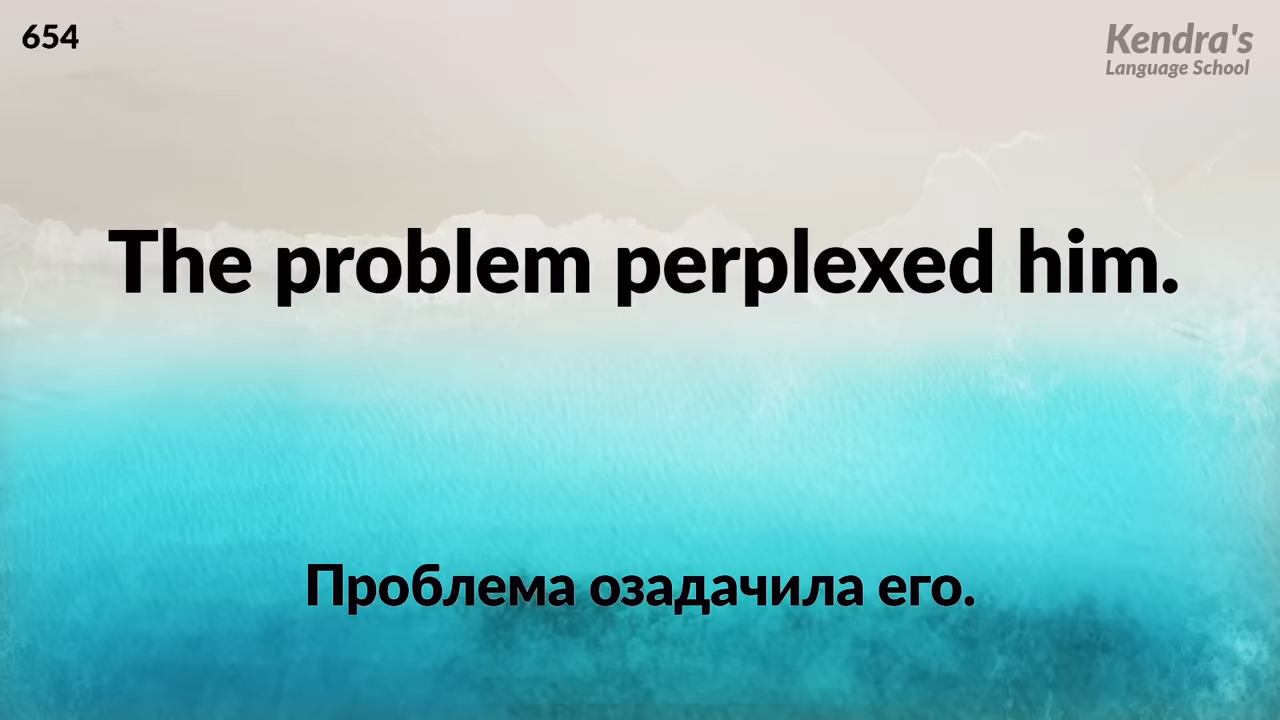 654
Kendra's
Language School
The problem perplexed him.
Проблема озадачила его.